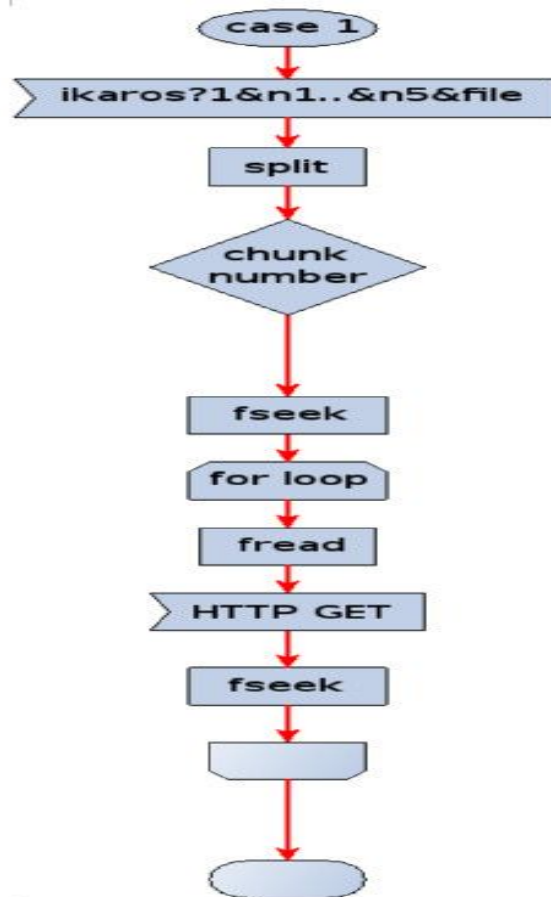 case 1
ikaros?1&n1..&n5&file
split
chunk
number
fseek
for loop
fread
HTTP GET
fseek